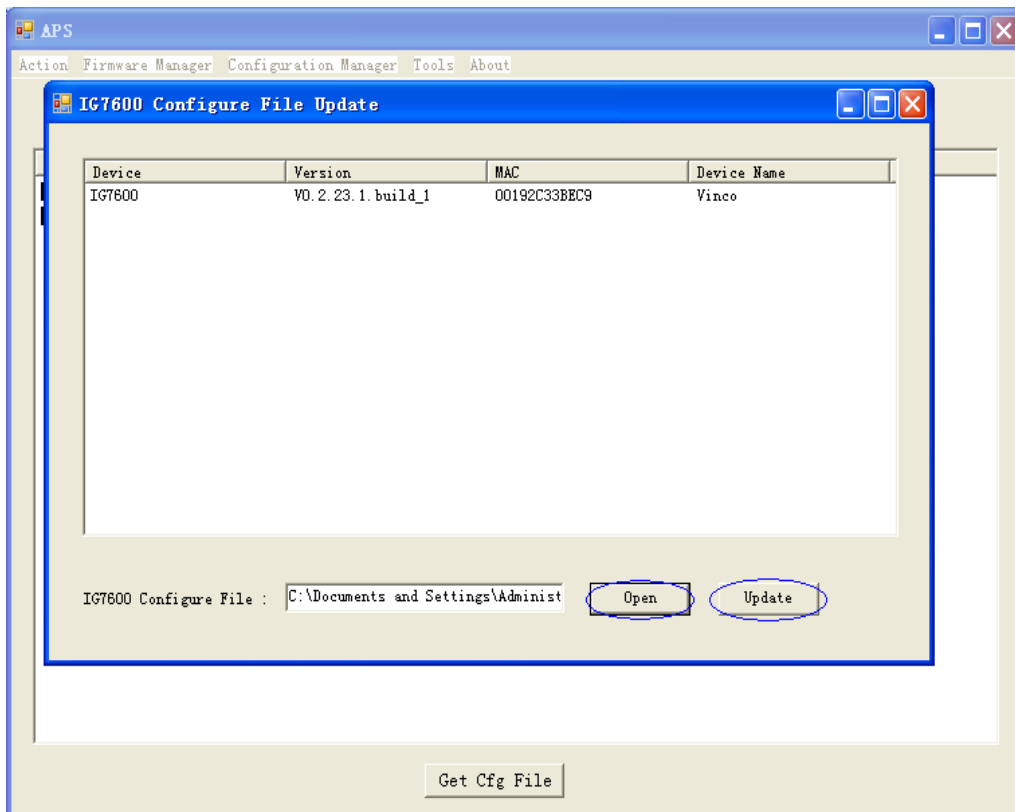 APS
Action Firmware Manager Configuration Manager Tools About
IG7600 Configure File Update
Device Version MAC Device Name
IG7600 V0.2.23.1.build_1 00192C33BEC9 Vinco
IG7600 Configure File : C:\Documents and Settings\Administ Open Update
Get Cfg File